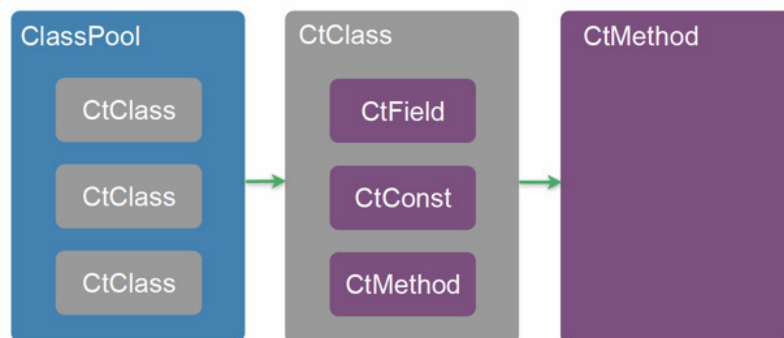 ClassPool
CtClass
CtClass
CtClass
CtClass
CtField
CtConst
CtMethod
CtMethod